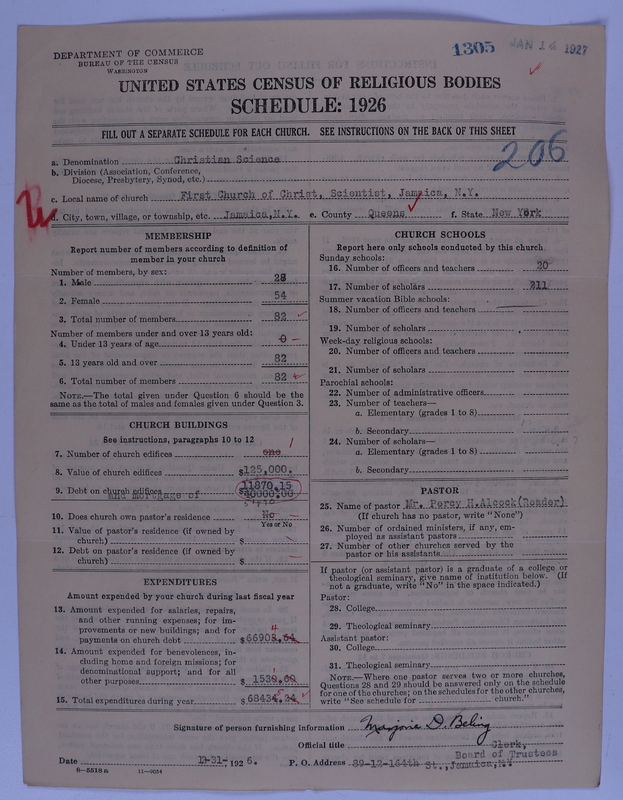 DEPARTMENT OF COMMERCE
BUREAU OF THE CENSUS
WASHINGTON
1305 JAN 14 1927
UNITED STATES CENSUS OF RELIGIOUS BODIES
SCHEDULE: 1926
FILL OUT A SEPARATE SCHEDULE FOR EACH CHURCH. SEE INSTRUCTIONS ON THE BACK OF THIS SHEET
206
a. Denomination Christian Science
b. Division (Association, Conference,
Diocese, Presbytery, Synod, etc.)
c. Local name of church First Church of Christ, Scientist, Jamaica, N.Y.
d. City, town, village, or township, etc. Jamaica,N.Y. e. County Queens f. State New York
MEMBERSHIP
Report number of members according to definition of
member in your church
Number of members, by sex:
1. Male 28
2. Female 54
3. Total number of members 82
Number of members under and over 13 years old:
4. Under 13 years of age 0
5. 13 years old and over 82
6. Total number of members 82
NOTE.—The total given under Question 6 should be
the same as the total of males and females given under Question 3.
CHURCH BUILDINGS
See instructions, paragraphs 10 to 12
7. Number of church edifices one 1
8. Value of church edifices $125,000.
9. Debt on church edifices $11870.15
and mortgage of 40000.00
10. Does church own pastor's residence No
Yes or No
11. Value of pastor's residence (if owned by
church) $
12. Debt on pastor's residence (if owned by
church) $
EXPENDITURES
Amount expended by your church during last fiscal year
13. Amount expended for salaries, repairs,
and other running expenses; for im-
provements or new buildings; and for
payments on church debt $66903.64
14. Amount expended for benevolences, in-
cluding home and foreign missions; for
denominational support; and for all
other purposes $1530.60
15. Total expenditures during year $68434.24
CHURCH SCHOOLS
Report here only schools conducted by this church
Sunday schools:
16. Number of officers and teachers 20
17. Number of scholars 211
Summer vacation Bible schools:
18. Number of officers and teachers
19. Number of scholars
Week-day religious schools:
20. Number of officers and teachers
21. Number of scholars
Parochial schools:
22. Number of administrative officers
23. Number of teachers—
a. Elementary (grades 1 to 8)
b. Secondary
24. Number of scholars—
a. Elementary (grades 1 to 8)
b. Secondary
PASTOR
25. Name of pastor Mr. Percy H.Alcock(Reader)
(If church has no pastor, write "None")
26. Number of ordained ministers, if any, em-
ployed as assistant pastors
27. Number of other churches served by the
pastor or his assistants
If pastor (or assistant pastor) is a graduate of a college or
theological seminary, give name of institution below. (If
not a graduate, write "No" in the space indicated.)
Pastor:
28. College
29. Theological seminary
Assistant pastor:
30. College
31. Theological seminary
NOTE.—Where one pastor serves two or more churches,
Questions 28 and 29 should be answered only on the schedule
for one of the churches; on the schedules for the other churches,
write "See schedule for church."
Signature of person furnishing information Marjorie D. Beling
Official title Clerk,
Board of Trustees
Date 12-31- 1926. P. O. Address 89-12-164th St.,Jamaica,NY
8—5518a 11—9054